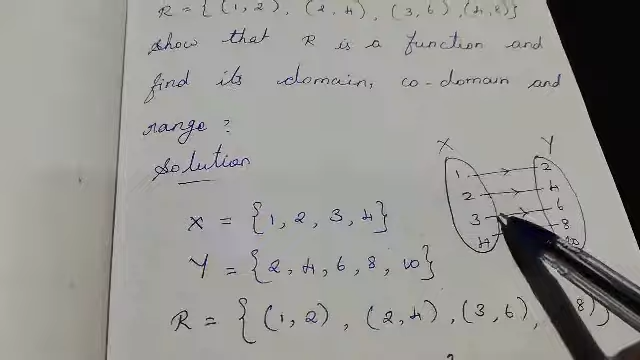 R = { (1, 2), (2, 4), (3, 6), (4, 8)}
show that R is a function and
find its domain, co-domain and
range?
Solution
X Y
1 2
2 4
3 6
4 8
10
X = {1, 2, 3, 4}
Y = {2, 4, 6, 8, 10}
R = { (1, 2), (2, 4), (3, 6), 8)}